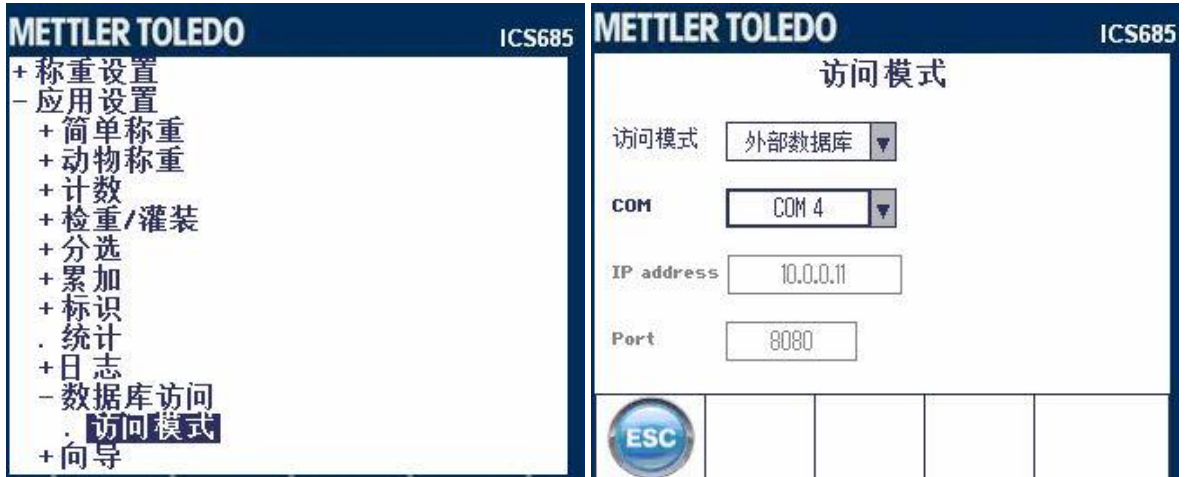 METTLER TOLEDO ICS685
+ 称重设置
- 应用设置
+ 简单称重
+ 动物称重
+ 计数
+ 检重/灌装
+ 分选
+ 累加
+ 标识
. 统计
+ 日志
- 数据库访问
. 访问模式
+ 向导
METTLER TOLEDO ICS685
访问模式
访问模式 外部数据库
COM COM 4
IP address 10.0.0.11
Port 8080
ESC